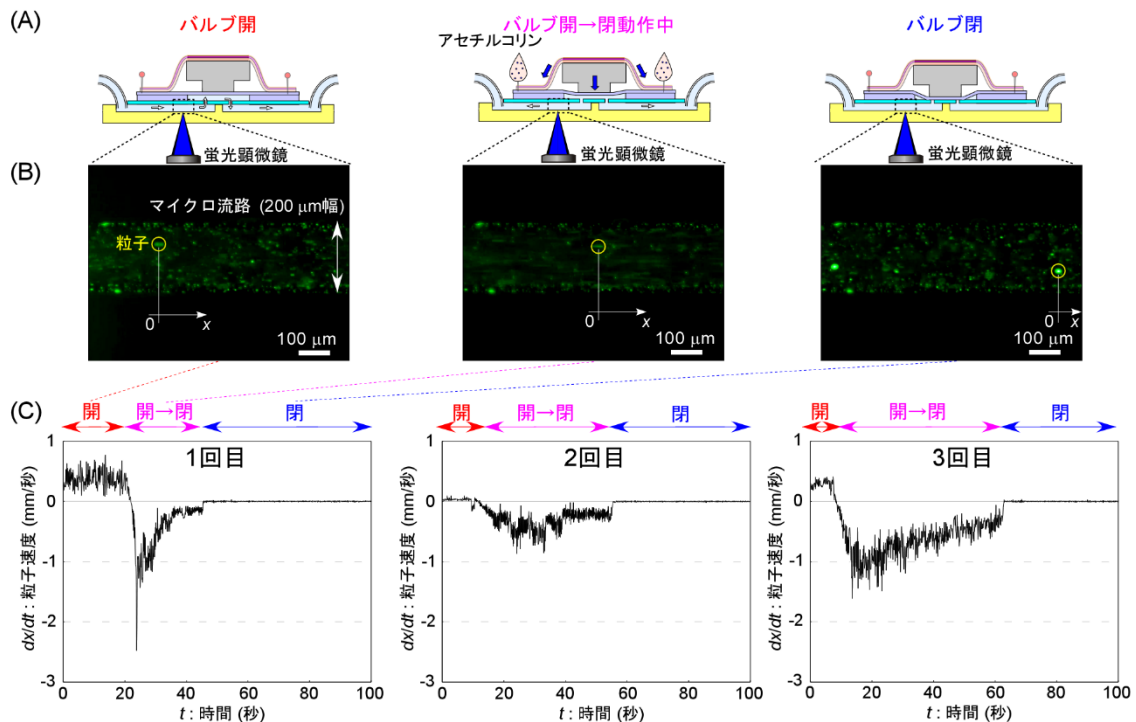 (A)
バルブ開
バルブ開→閉動作中
バルブ閉
アセチルコリン
蛍光顕微鏡
蛍光顕微鏡
蛍光顕微鏡
(B)
マイクロ流路 (200 μm幅)
粒子
0
x
100 μm
0
x
100 μm
0
x
100 μm
(C)
開
開→閉
閉
開
開→閉
閉
開
開→閉
閉
1回目
2回目
3回目
dx/dt : 粒子速度 (mm/秒)
1
0
-1
-2
-3
0 20 40 60 80 100
t : 時間 (秒)
dx/dt : 粒子速度 (mm/秒)
1
0
-1
-2
-3
0 20 40 60 80 100
t : 時間 (秒)
dx/dt : 粒子速度 (mm/秒)
1
0
-1
-2
-3
0 20 40 60 80 100
t : 時間 (秒)